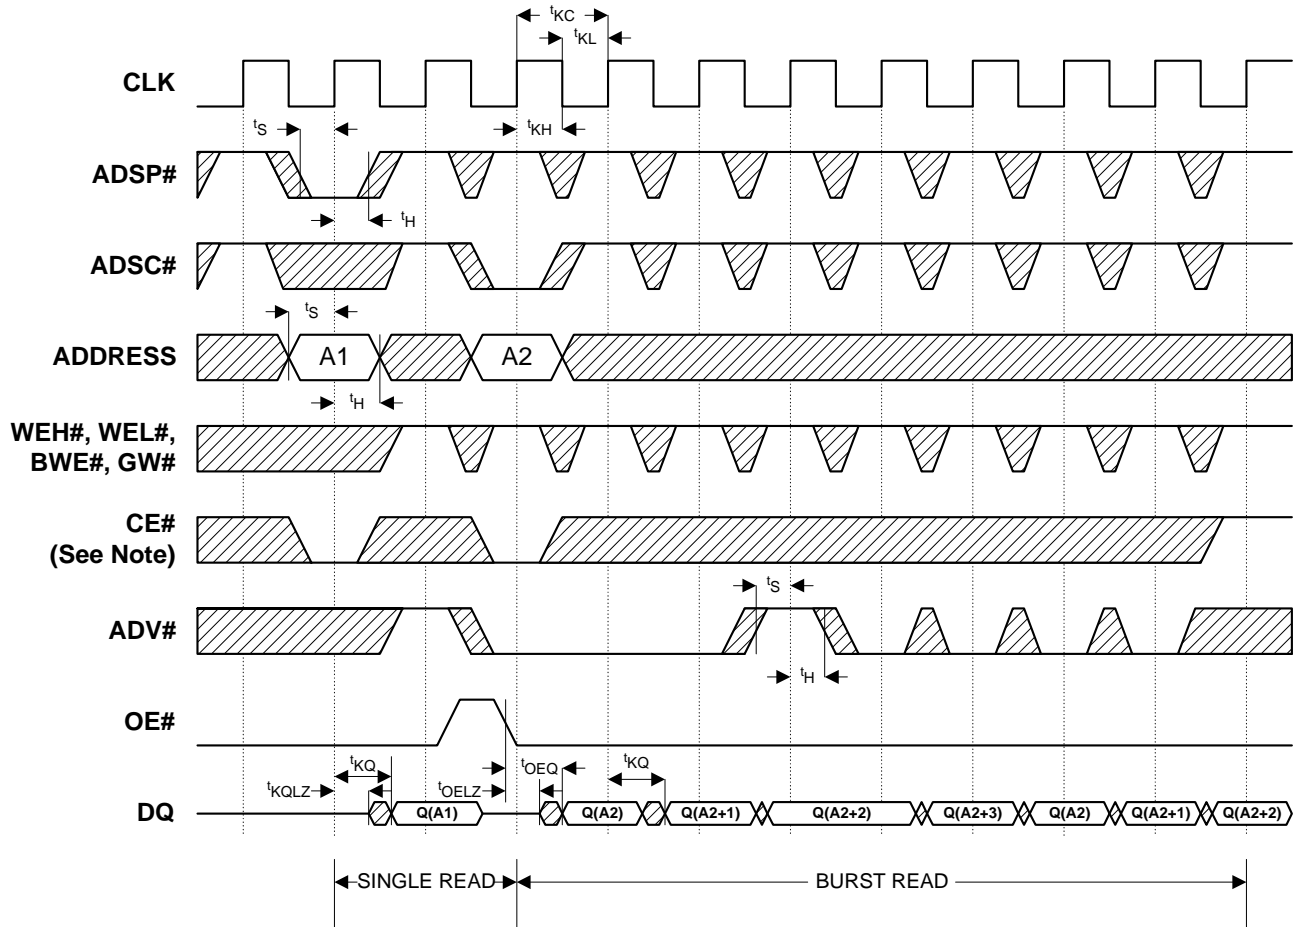 tKC
tKL
CLK
tS
tKH
ADSP#
tH
ADSC#
tS
ADDRESS
A1
A2
tH
WEH#, WEL#,
BWE#, GW#
CE#
(See Note)
tS
ADV#
tH
OE#
tKQ
tOEQ
tKQ
tKQLZ
tOELZ
DQ
Q(A1)
Q(A2)
Q(A2+1)
Q(A2+2)
Q(A2+3)
Q(A2)
Q(A2+1)
Q(A2+2)
SINGLE READ
BURST READ